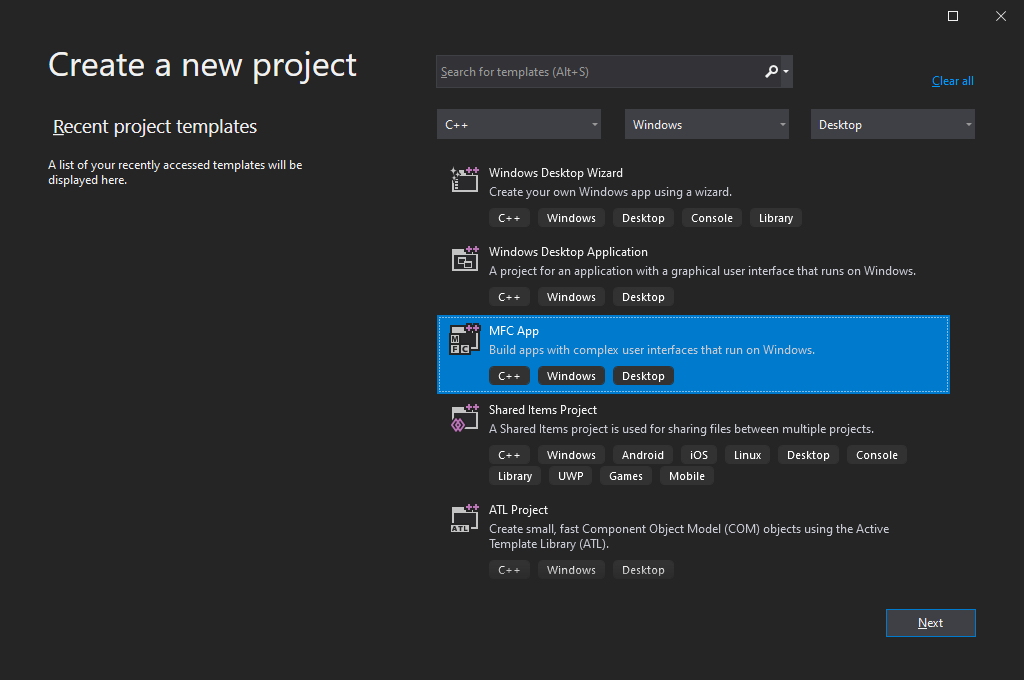 Create a new project
Search for templates (Alt+S)
Clear all
Recent project templates
A list of your recently accessed templates will be
displayed here.
C++ Windows Desktop
Windows Desktop Wizard
Create your own Windows app using a wizard.
C++ Windows Desktop Console Library
Windows Desktop Application
A project for an application with a graphical user interface that runs on Windows.
C++ Windows Desktop
MFC App
Build apps with complex user interfaces that run on Windows.
C++ Windows Desktop
Shared Items Project
A Shared Items project is used for sharing files between multiple projects.
C++ Windows Android iOS Linux Desktop Console
Library UWP Games Mobile
ATL Project
Create small, fast Component Object Model (COM) objects using the Active
Template Library (ATL).
C++ Windows Desktop
Next